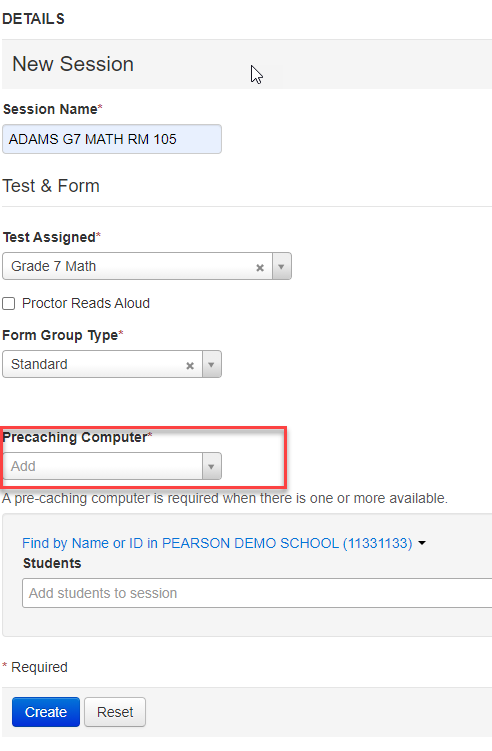 DETAILS
New Session
Session Name*
ADAMS G7 MATH RM 105
Test & Form
Test Assigned*
Grade 7 Math
Proctor Reads Aloud
Form Group Type*
Standard
Precaching Computer*
Add
A pre-caching computer is required when there is one or more available.
Find by Name or ID in PEARSON DEMO SCHOOL (11331133)
Students
Add students to session
* Required
Create Reset